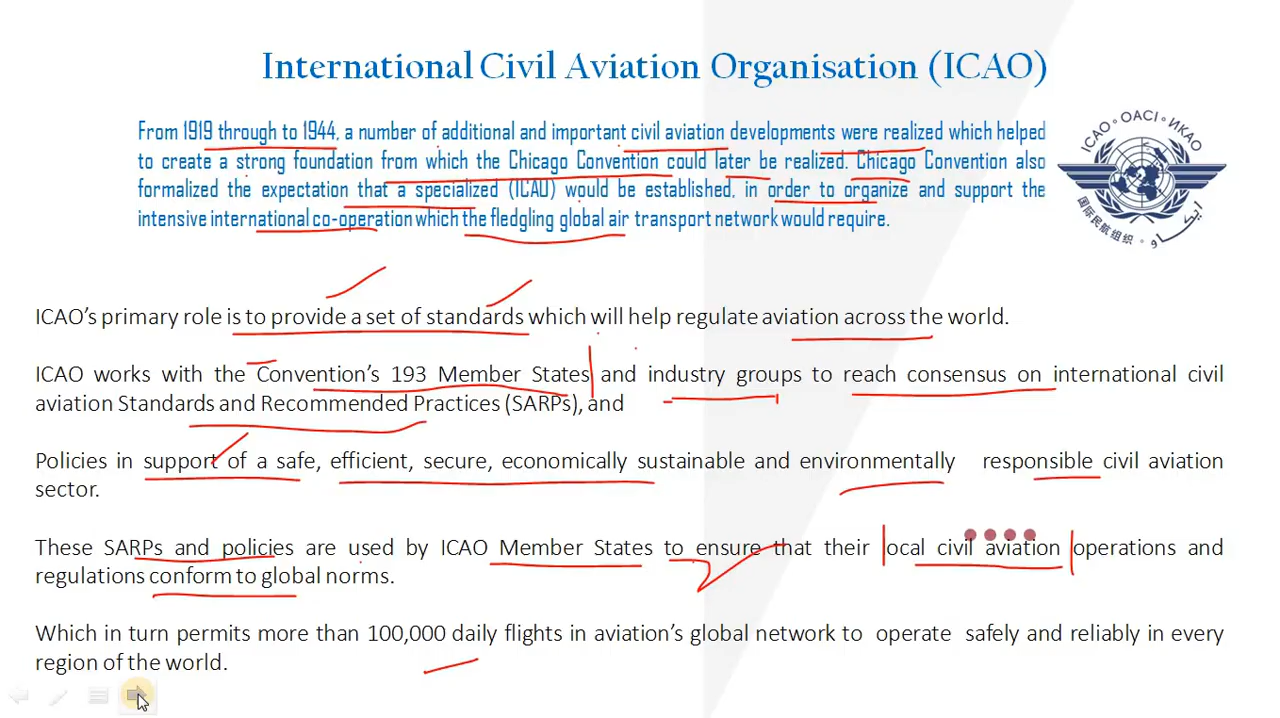 International Civil Aviation Organisation (ICAO)
From 1919 through to 1944, a number of additional and important civil aviation developments were realized which helped
to create a strong foundation from which the Chicago Convention could later be realized. Chicago Convention also
formalized the expectation that a specialized (ICAO) would be established, in order to organize and support the
intensive international co-operation which the fledgling global air transport network would require.
ICAO · OACI · ИКАО
国际民航组织 · إيكاو
ICAO's primary role is to provide a set of standards which will help regulate aviation across the world.
ICAO works with the Convention's 193 Member States and industry groups to reach consensus on international civil
aviation Standards and Recommended Practices (SARPs), and
Policies in support of a safe, efficient, secure, economically sustainable and environmentally responsible civil aviation
sector.
These SARPs and policies are used by ICAO Member States to ensure that their local civil aviation operations and
regulations conform to global norms.
Which in turn permits more than 100,000 daily flights in aviation's global network to operate safely and reliably in every
region of the world.